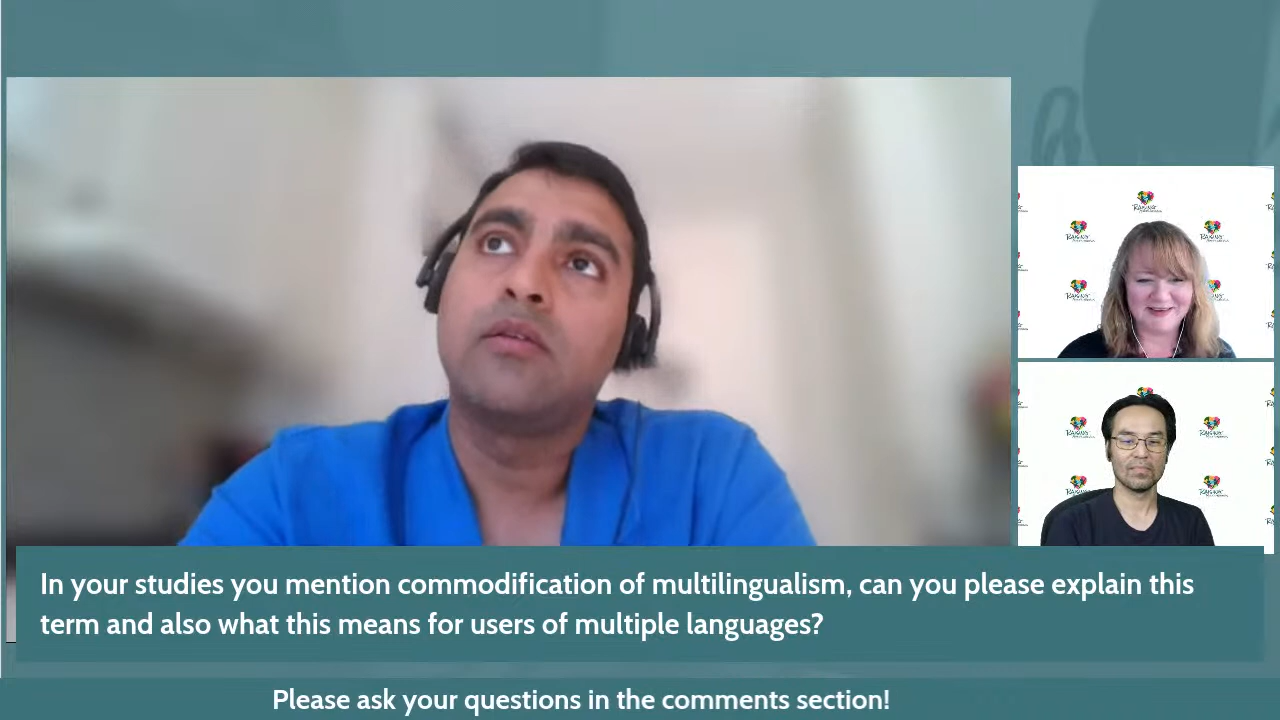 In your studies you mention commodification of multilingualism, can you please explain this
term and also what this means for users of multiple languages?
Please ask your questions in the comments section!